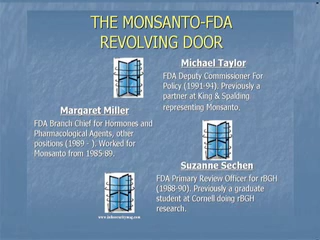 THE MONSANTO-FDA
REVOLVING DOOR
Michael Taylor
FDA Deputy Commissioner For
Policy (1991-94). Previously a
partner at King & Spalding
representing Monsanto.
Margaret Miller
FDA Branch Chief for Hormones and
Pharmacological Agents, other
positions (1989 - ). Worked for
Monsanto from 1985-89.
Suzanne Sechen
FDA Primary Review Officer for rBGH
(1988-90). Previously a graduate
student at Cornell doing rBGH
research.